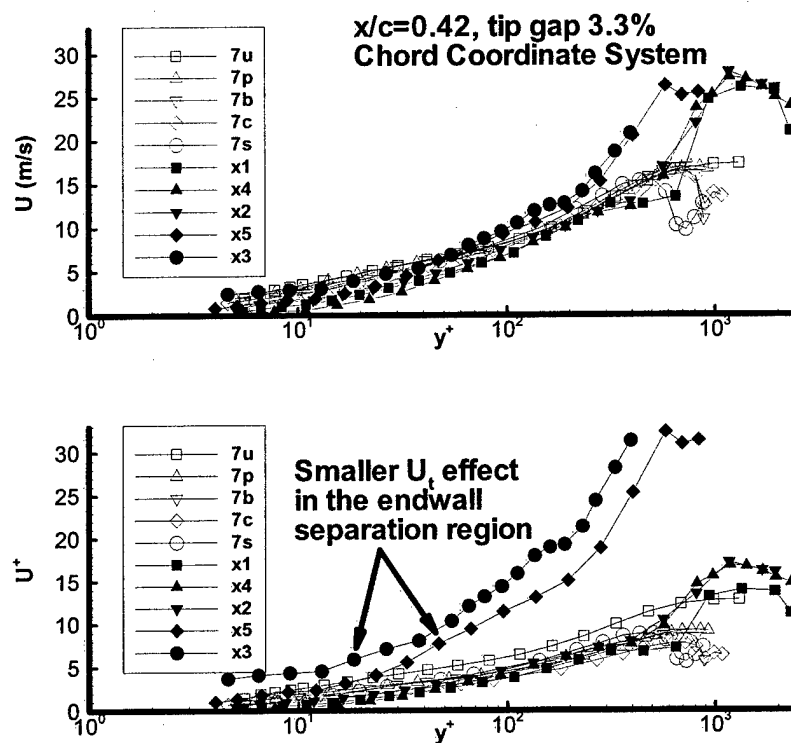 x/c=0.42, tip gap 3.3%
Chord Coordinate System
U (m/s)
30
25
20
15
10
5
0
7u
7p
7b
7c
7s
x1
x4
x2
x5
x3
10⁰
10¹
10²
10³
y⁺
U⁺
30
25
20
15
10
5
0
7u
7p
7b
7c
7s
x1
x4
x2
x5
x3
Smaller Uₜ effect
in the endwall
separation region
10⁰
10¹
10²
10³
y⁺